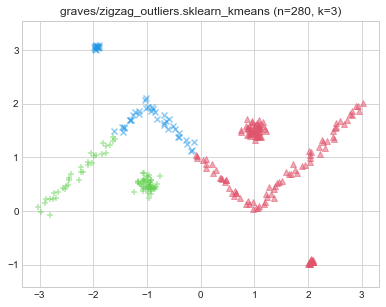 graves/zigzag_outliers.sklearn_kmeans (n=280, k=3)
3
2
1
0
−1
−3 −2 −1 0 1 2 3